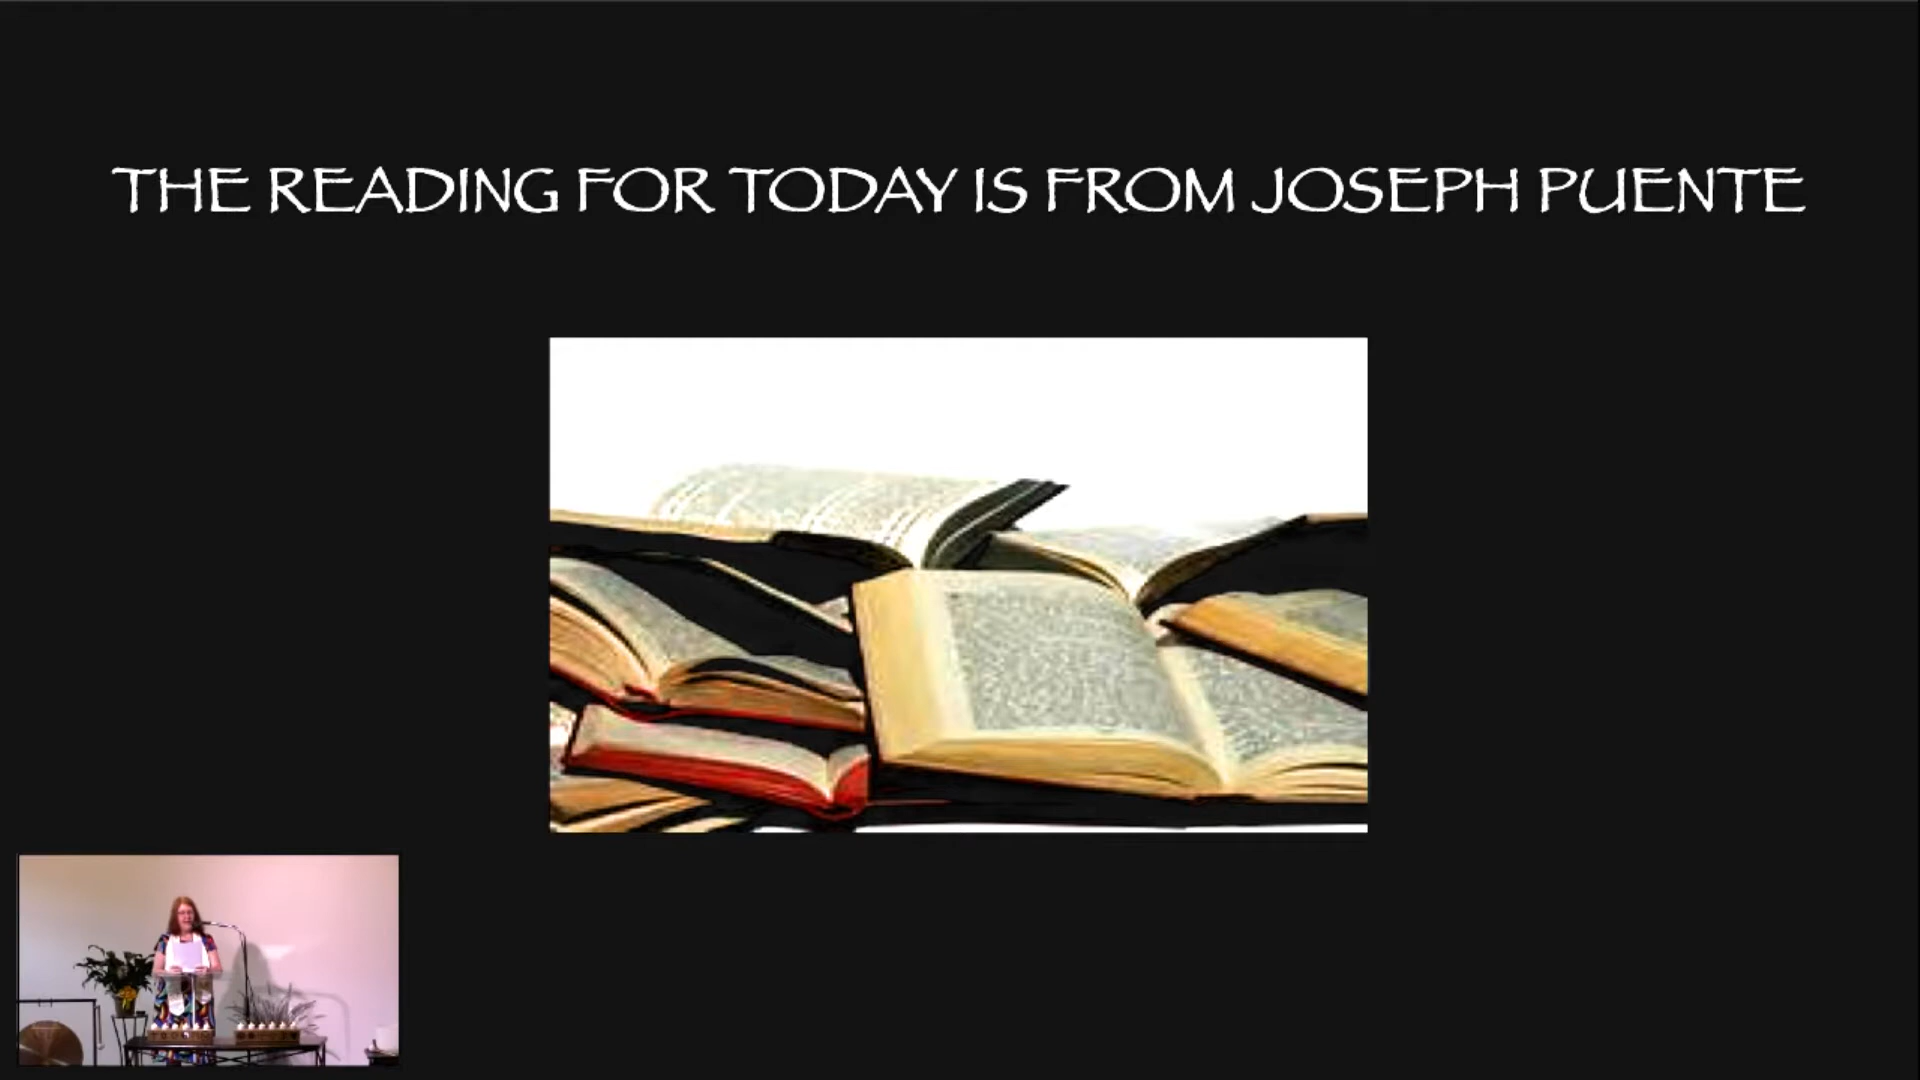 THE READING FOR TODAY IS FROM JOSEPH PUENTE